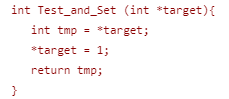 int Test_and_Set (int *target){
int tmp = *target;
*target = 1;
return tmp;
}